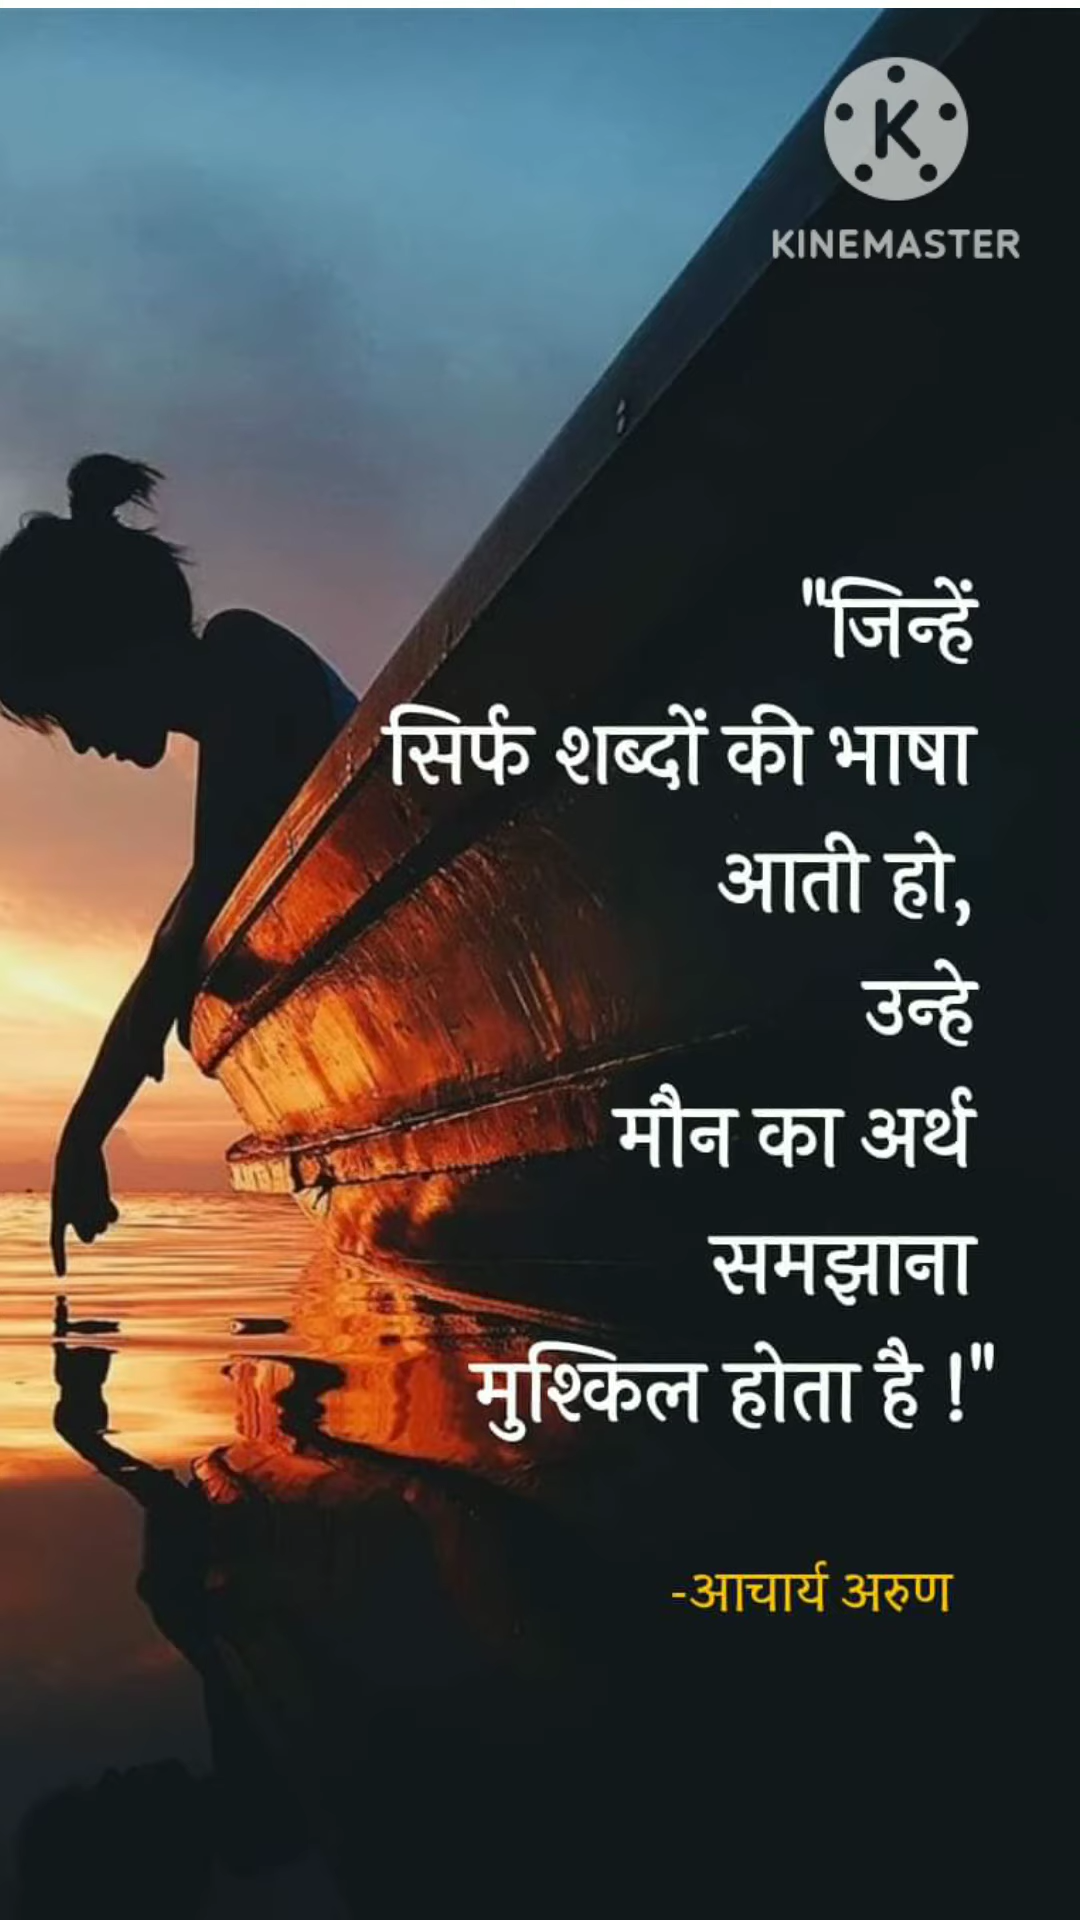 K
KINEMASTER
"जिन्हें
सिर्फ शब्दों की भाषा
आती हो,
उन्हे
मौन का अर्थ
समझाना
मुश्किल होता है !"
-आचार्य अरुण